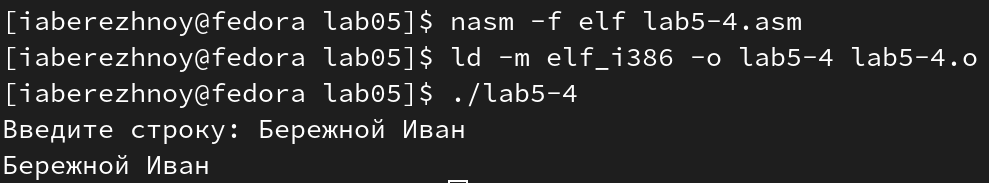 [iaberezhnoy@fedora lab05]$ nasm -f elf lab5-4.asm
[iaberezhnoy@fedora lab05]$ ld -m elf_i386 -o lab5-4 lab5-4.o
[iaberezhnoy@fedora lab05]$ ./lab5-4
Введите строку: Бережной Иван
Бережной Иван